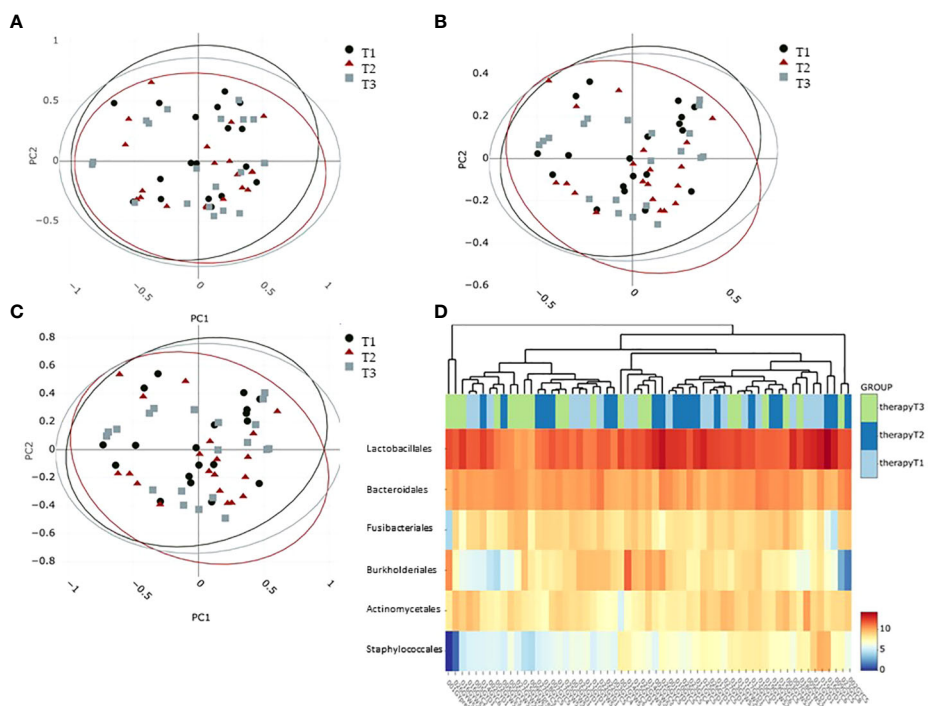 A
1
0.5
0
−0.5
PC2
−1
−0.5
0
0.5
1
PC1
T1
T2
T3
B
0.4
0.2
0
−0.2
−0.4
−0.6
PC2
−0.5
0
0.5
T1
T2
T3
C
0.8
0.6
0.4
0.2
0
−0.2
−0.4
−0.6
−0.8
PC2
−1
−0.5
0
0.5
1
PC1
T1
T2
T3
D
GROUP
therapyT3
therapyT2
therapyT1
Lactobacillales
Bacteroidales
Fusibacteriales
Burkholderiales
Actinomycetales
Staphylococcales
10
5
0